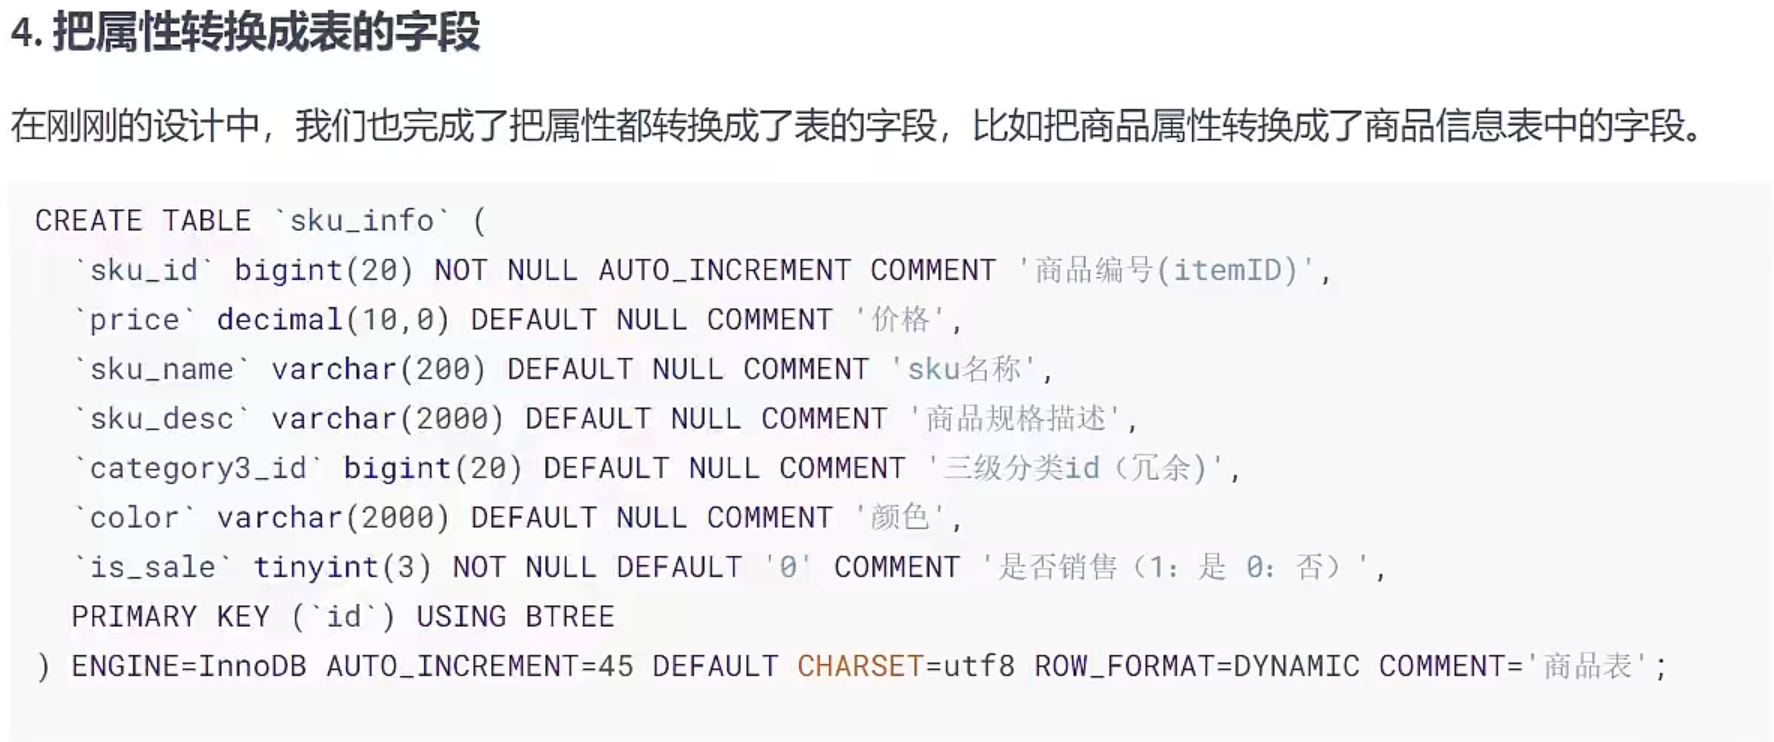 4. 把属性转换成表的字段
在刚刚的设计中，我们也完成了把属性都转换成了表的字段，比如把商品属性转换成了商品信息表中的字段。
CREATE TABLE `sku_info` (
  `sku_id` bigint(20) NOT NULL AUTO_INCREMENT COMMENT '商品编号(itemID)',
  `price` decimal(10,0) DEFAULT NULL COMMENT '价格',
  `sku_name` varchar(200) DEFAULT NULL COMMENT 'sku名称',
  `sku_desc` varchar(2000) DEFAULT NULL COMMENT '商品规格描述',
  `category3_id` bigint(20) DEFAULT NULL COMMENT '三级分类id（冗余)',
  `color` varchar(2000) DEFAULT NULL COMMENT '颜色',
  `is_sale` tinyint(3) NOT NULL DEFAULT '0' COMMENT '是否销售（1：是 0：否）',
  PRIMARY KEY (`id`) USING BTREE
) ENGINE=InnoDB AUTO_INCREMENT=45 DEFAULT CHARSET=utf8 ROW_FORMAT=DYNAMIC COMMENT='商品表';